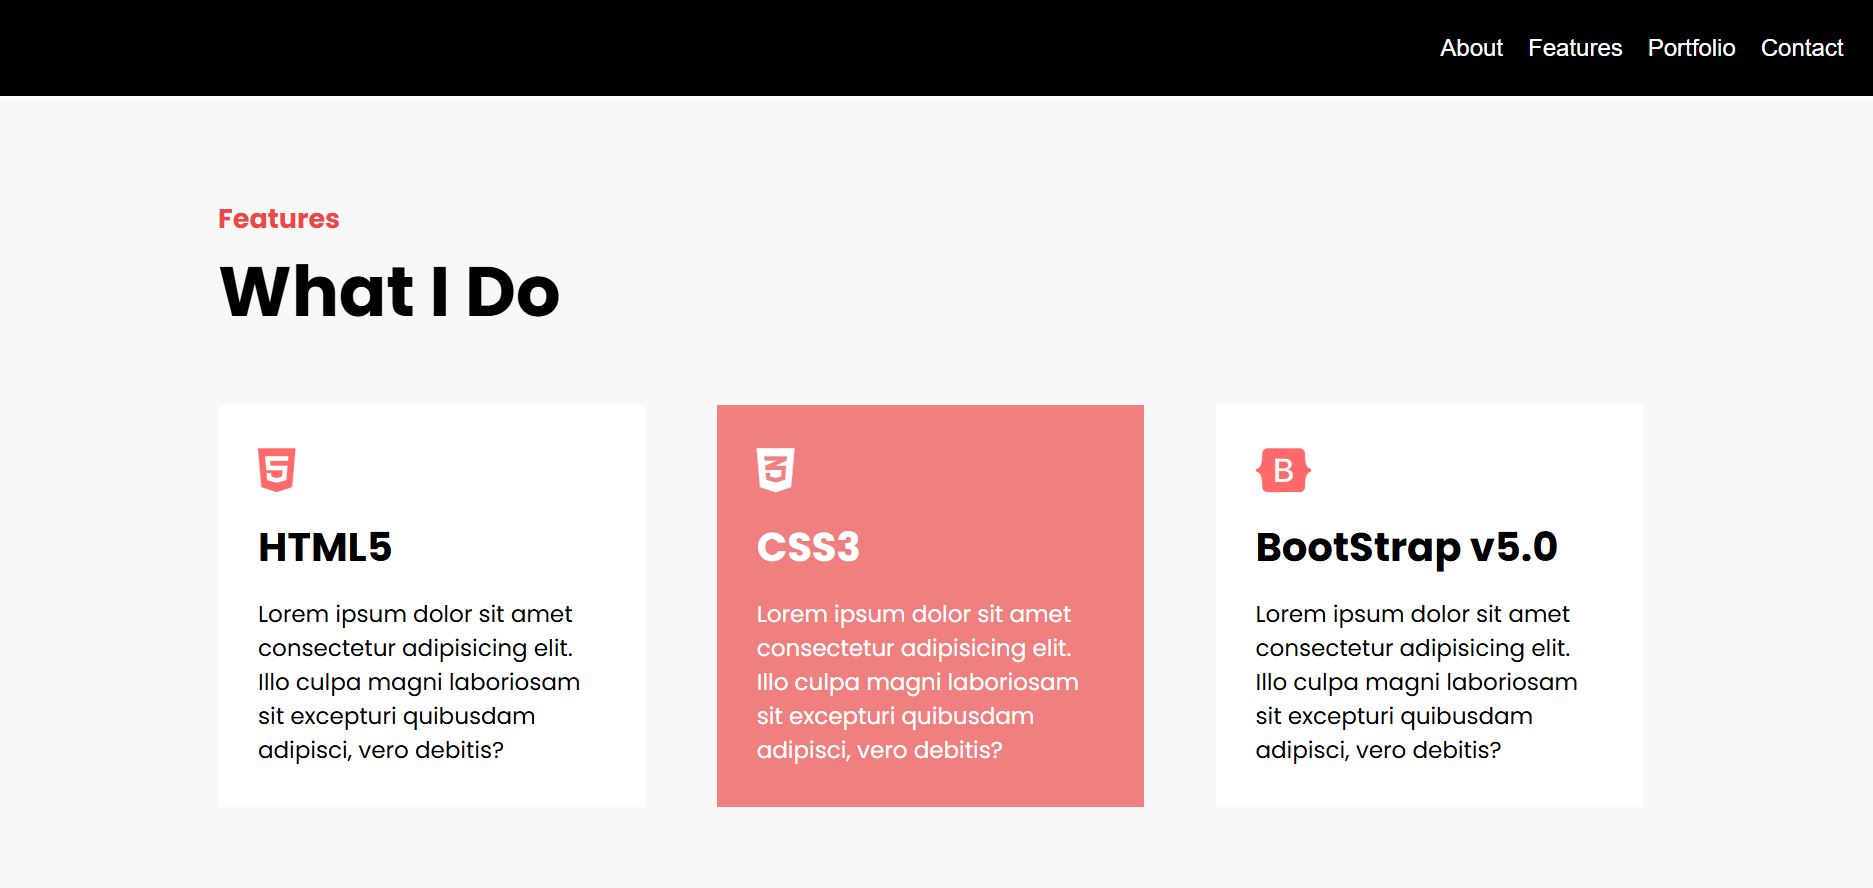 About Features Portfolio Contact
Features
What I Do
5
HTML5
Lorem ipsum dolor sit amet
consectetur adipisicing elit.
Illo culpa magni laboriosam
sit excepturi quibusdam
adipisci, vero debitis?
3
CSS3
Lorem ipsum dolor sit amet
consectetur adipisicing elit.
Illo culpa magni laboriosam
sit excepturi quibusdam
adipisci, vero debitis?
B
BootStrap v5.0
Lorem ipsum dolor sit amet
consectetur adipisicing elit.
Illo culpa magni laboriosam
sit excepturi quibusdam
adipisci, vero debitis?